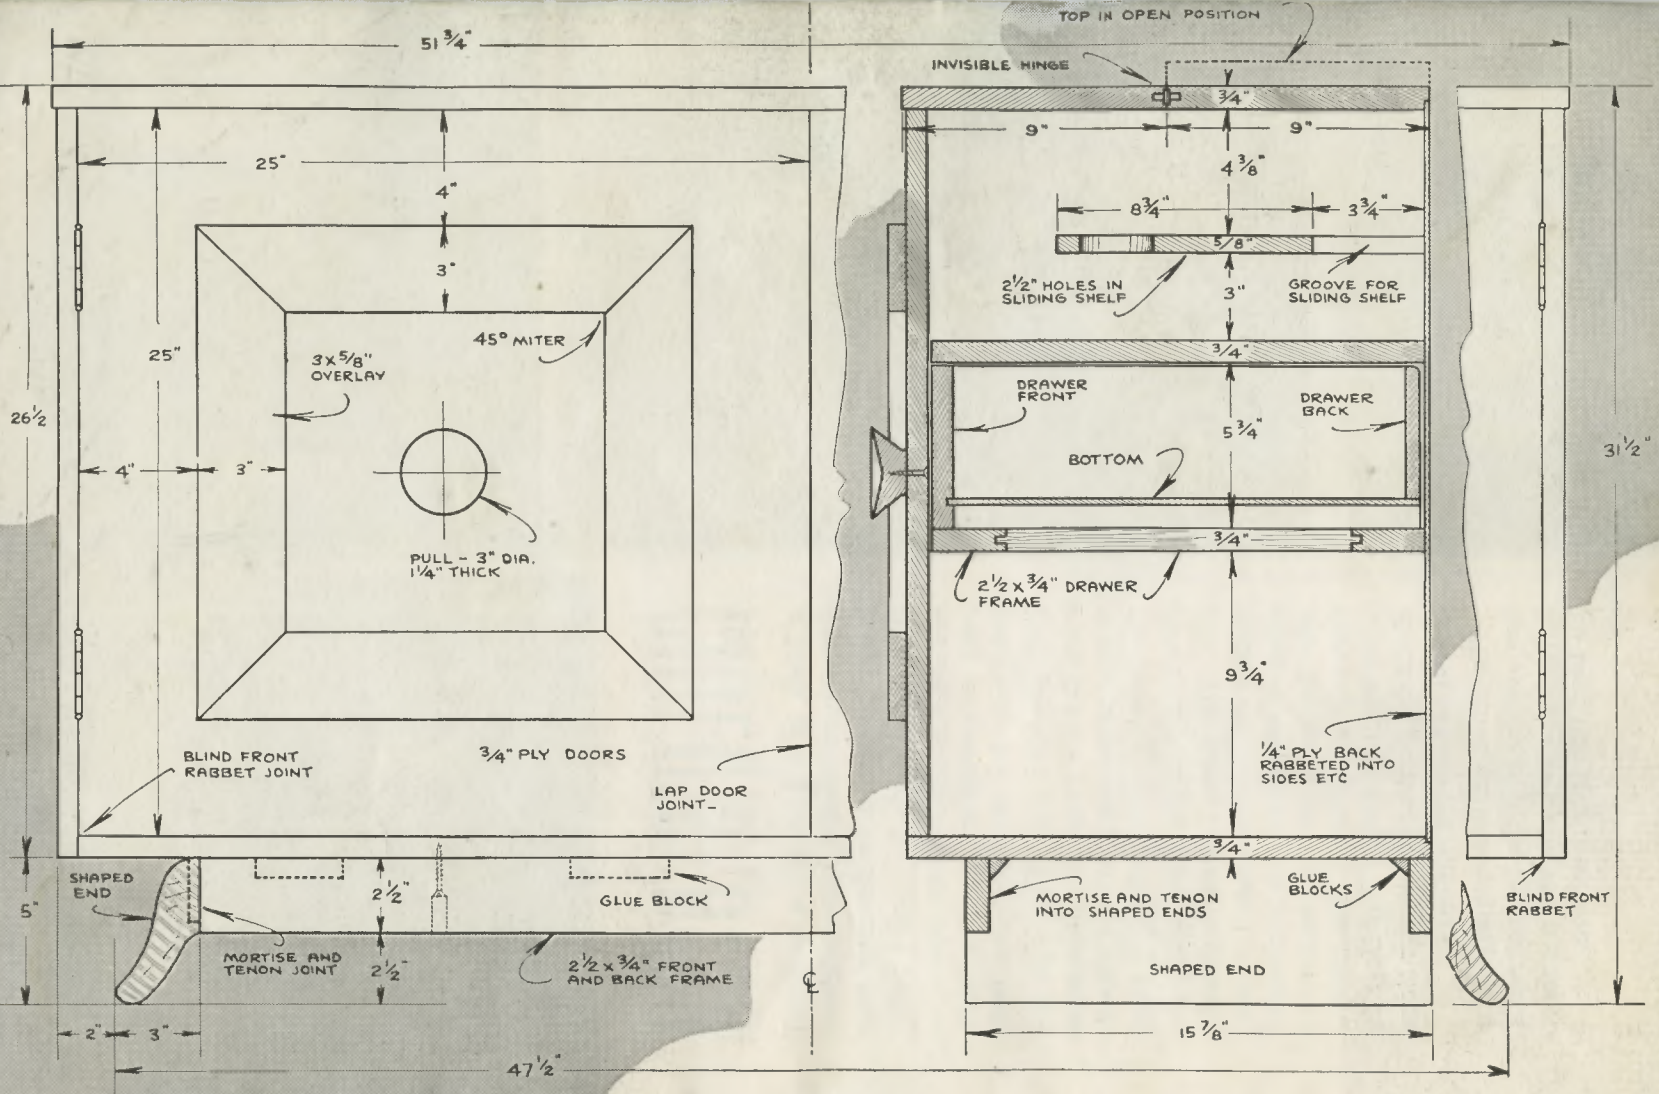 TOP IN OPEN POSITION
51 3/4"
INVISIBLE HINGE
3/4"
9"
9"
25"
4"
4 3/8"
8 3/4"
3 3/4"
5/8"
3"
2 1/2" HOLES IN
SLIDING SHELF
GROOVE FOR
SLIDING SHELF
3"
45° MITER
25"
3 X 5/8"
OVERLAY
3/4"
DRAWER
FRONT
DRAWER
BACK
26 1/2
5 3/4"
31 1/2"
4"
3"
BOTTOM
PULL - 3" DIA.
1 1/4" THICK
3/4"
2 1/2 X 3/4" DRAWER
FRAME
9 3/4"
BLIND FRONT
RABBET JOINT
3/4" PLY DOORS
LAP DOOR
JOINT-
1/4" PLY BACK
RABBETED INTO
SIDES ETC
3/4"
SHAPED
END
5"
2 1/2"
GLUE BLOCK
MORTISE AND TENON
INTO SHAPED ENDS
GLUE
BLOCKS
BLIND FRONT
RABBET
MORTISE AND
TENON JOINT
2 1/2"
2 1/2 X 3/4" FRONT
AND BACK FRAME
℄
SHAPED END
2"
3"
15 7/8"
47 1/2"